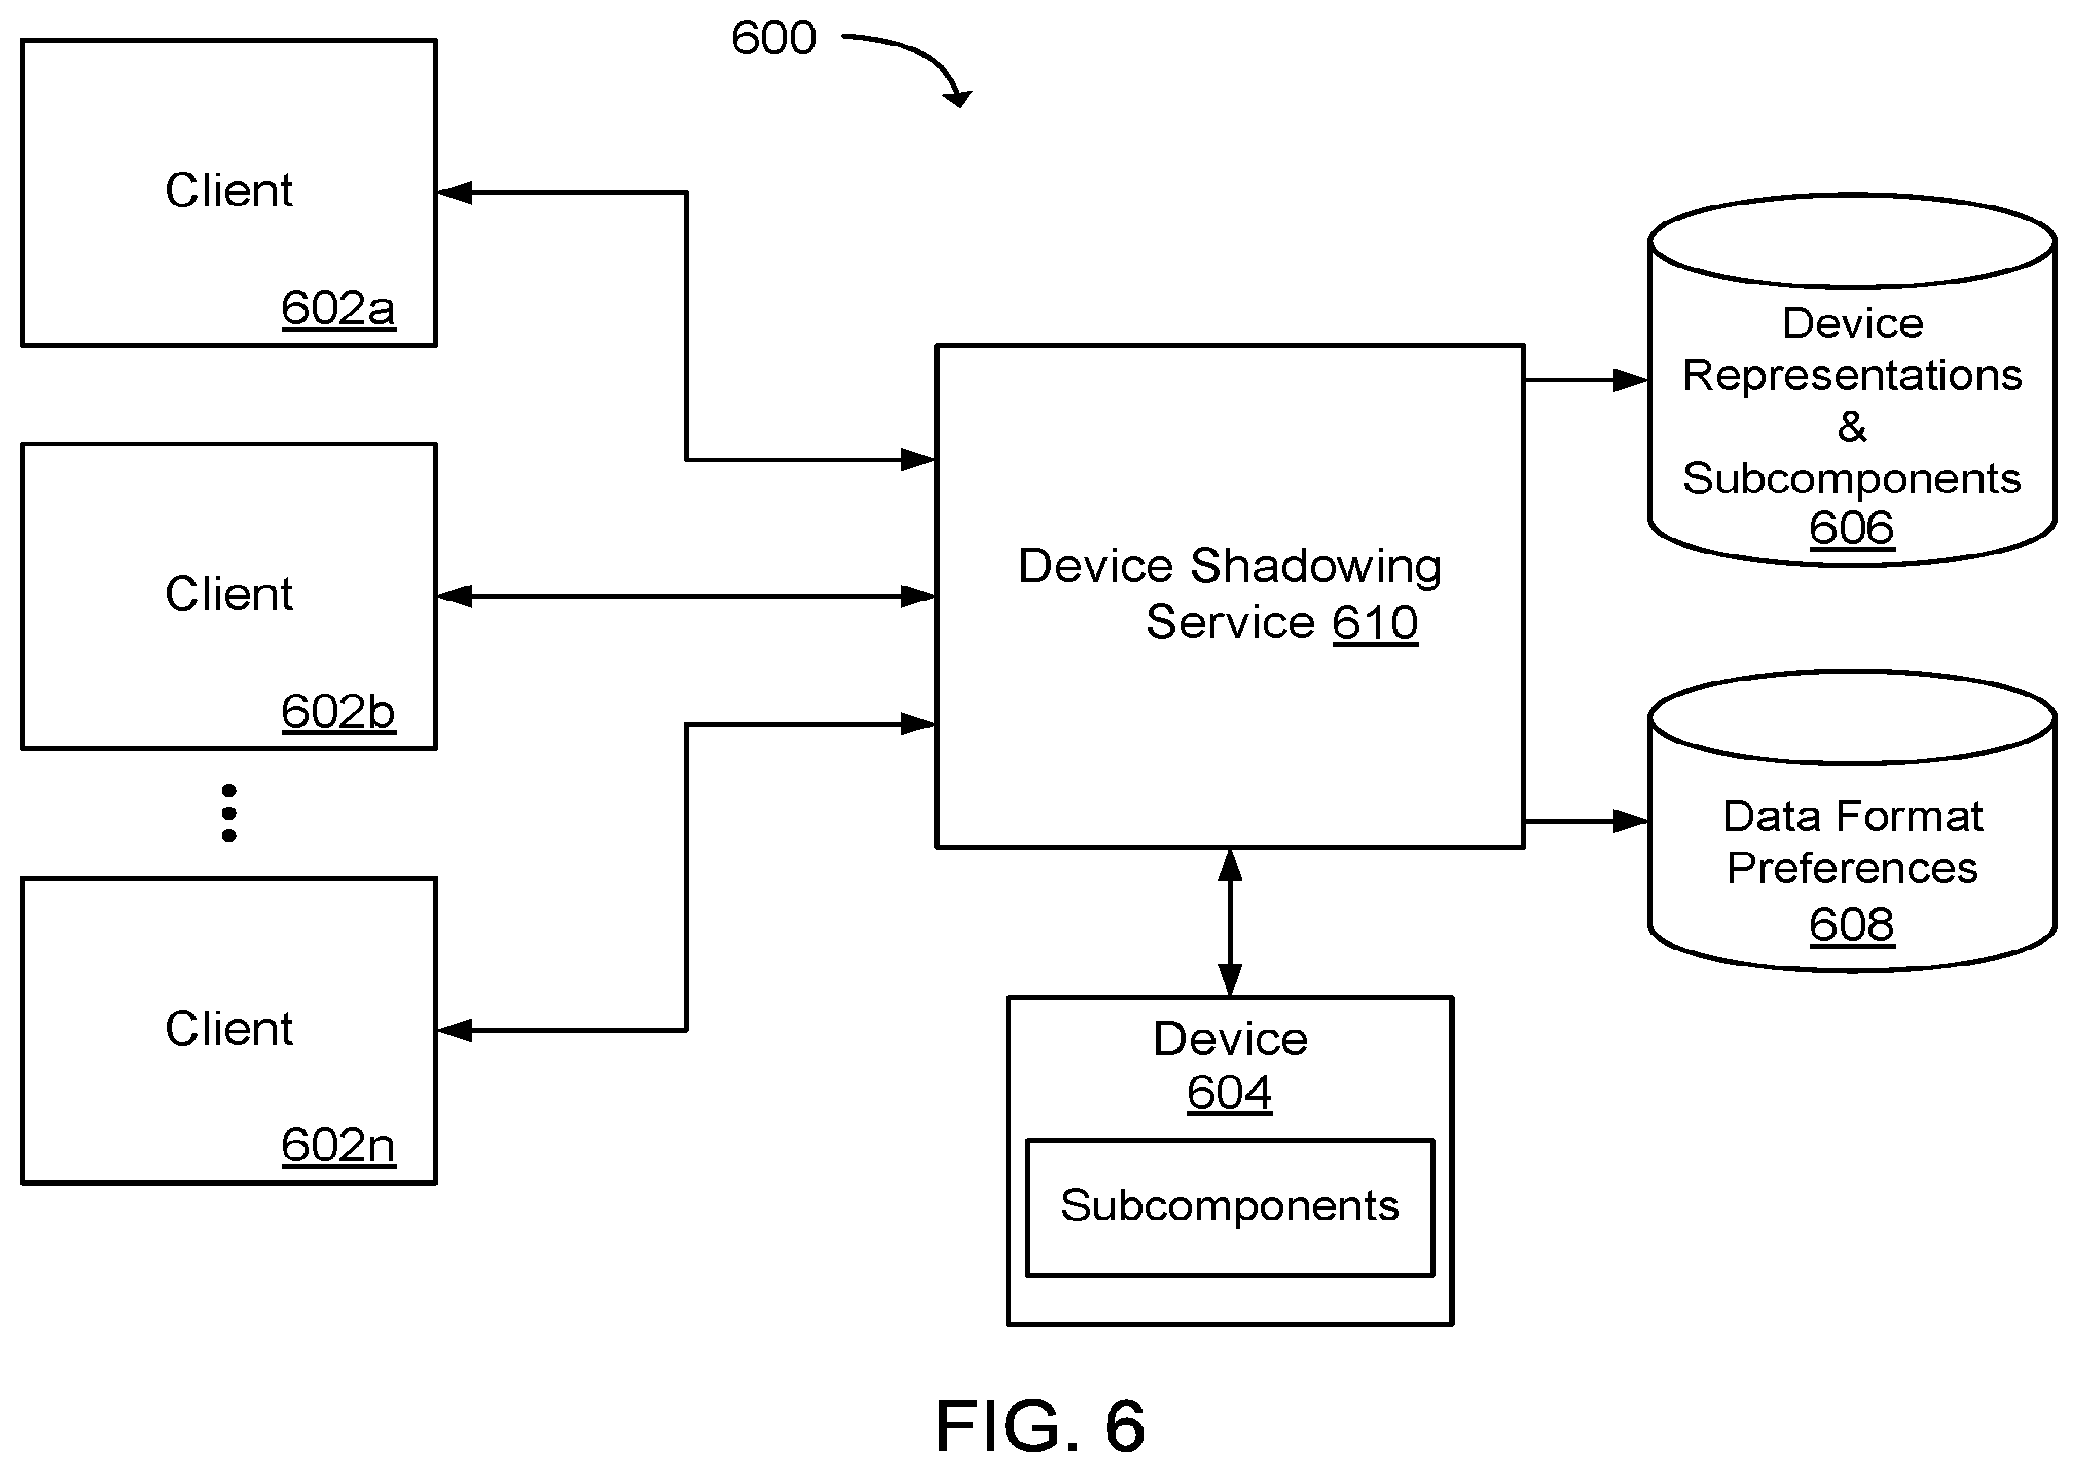 600
Client
602a
Client
602b
Client
602n
Device Shadowing
Service 610
Device
Representations
&
Subcomponents
606
Data Format
Preferences
608
Device
604
Subcomponents
FIG. 6